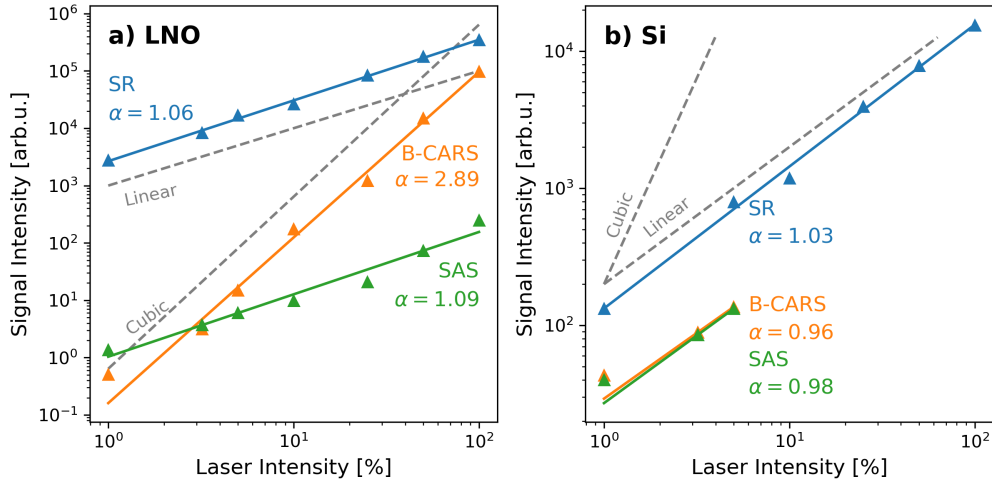 a) LNO
Signal Intensity [arb.u.]
10⁶
10⁵
10⁴
10³
10²
10¹
10⁰
10⁻¹
SR
α = 1.06
Linear
B-CARS
α = 2.89
SAS
α = 1.09
Cubic
10⁰
10¹
10²
Laser Intensity [%]
b) Si
Signal Intensity [arb.u.]
10⁴
10³
10²
Cubic
Linear
SR
α = 1.03
B-CARS
α = 0.96
SAS
α = 0.98
10⁰
10¹
10²
Laser Intensity [%]